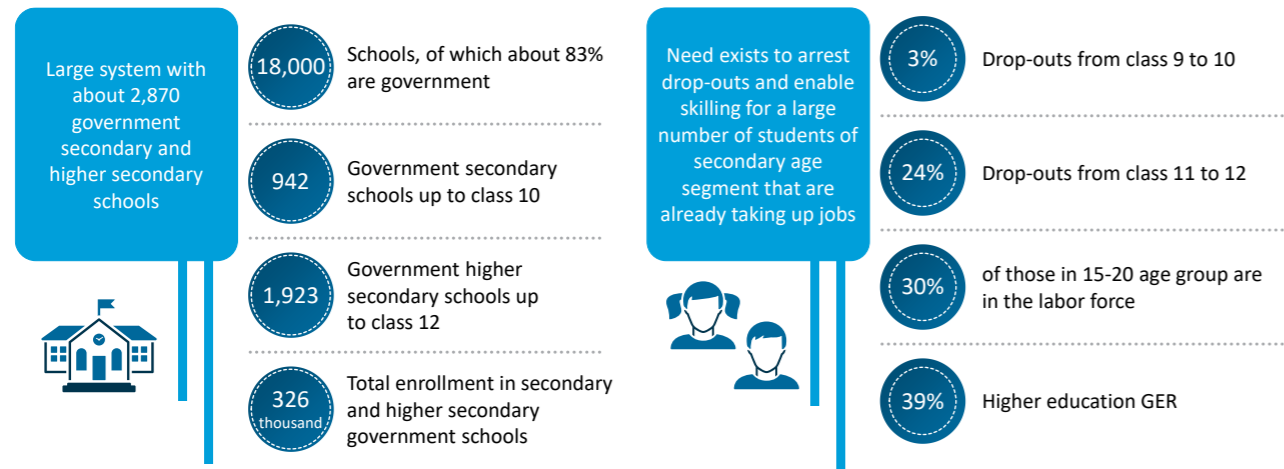 Large system with
about 2,870
government
secondary and
higher secondary
schools
18,000
Schools, of which about 83%
are government
942
Government secondary
schools up to class 10
1,923
Government higher
secondary schools up
to class 12
326
thousand
Total enrollment in secondary
and higher secondary
government schools
Need exists to arrest
drop-outs and enable
skilling for a large
number of students of
secondary age
segment that are
already taking up jobs
3%
Drop-outs from class 9 to 10
24%
Drop-outs from class 11 to 12
30%
of those in 15-20 age group are
in the labor force
39%
Higher education GER